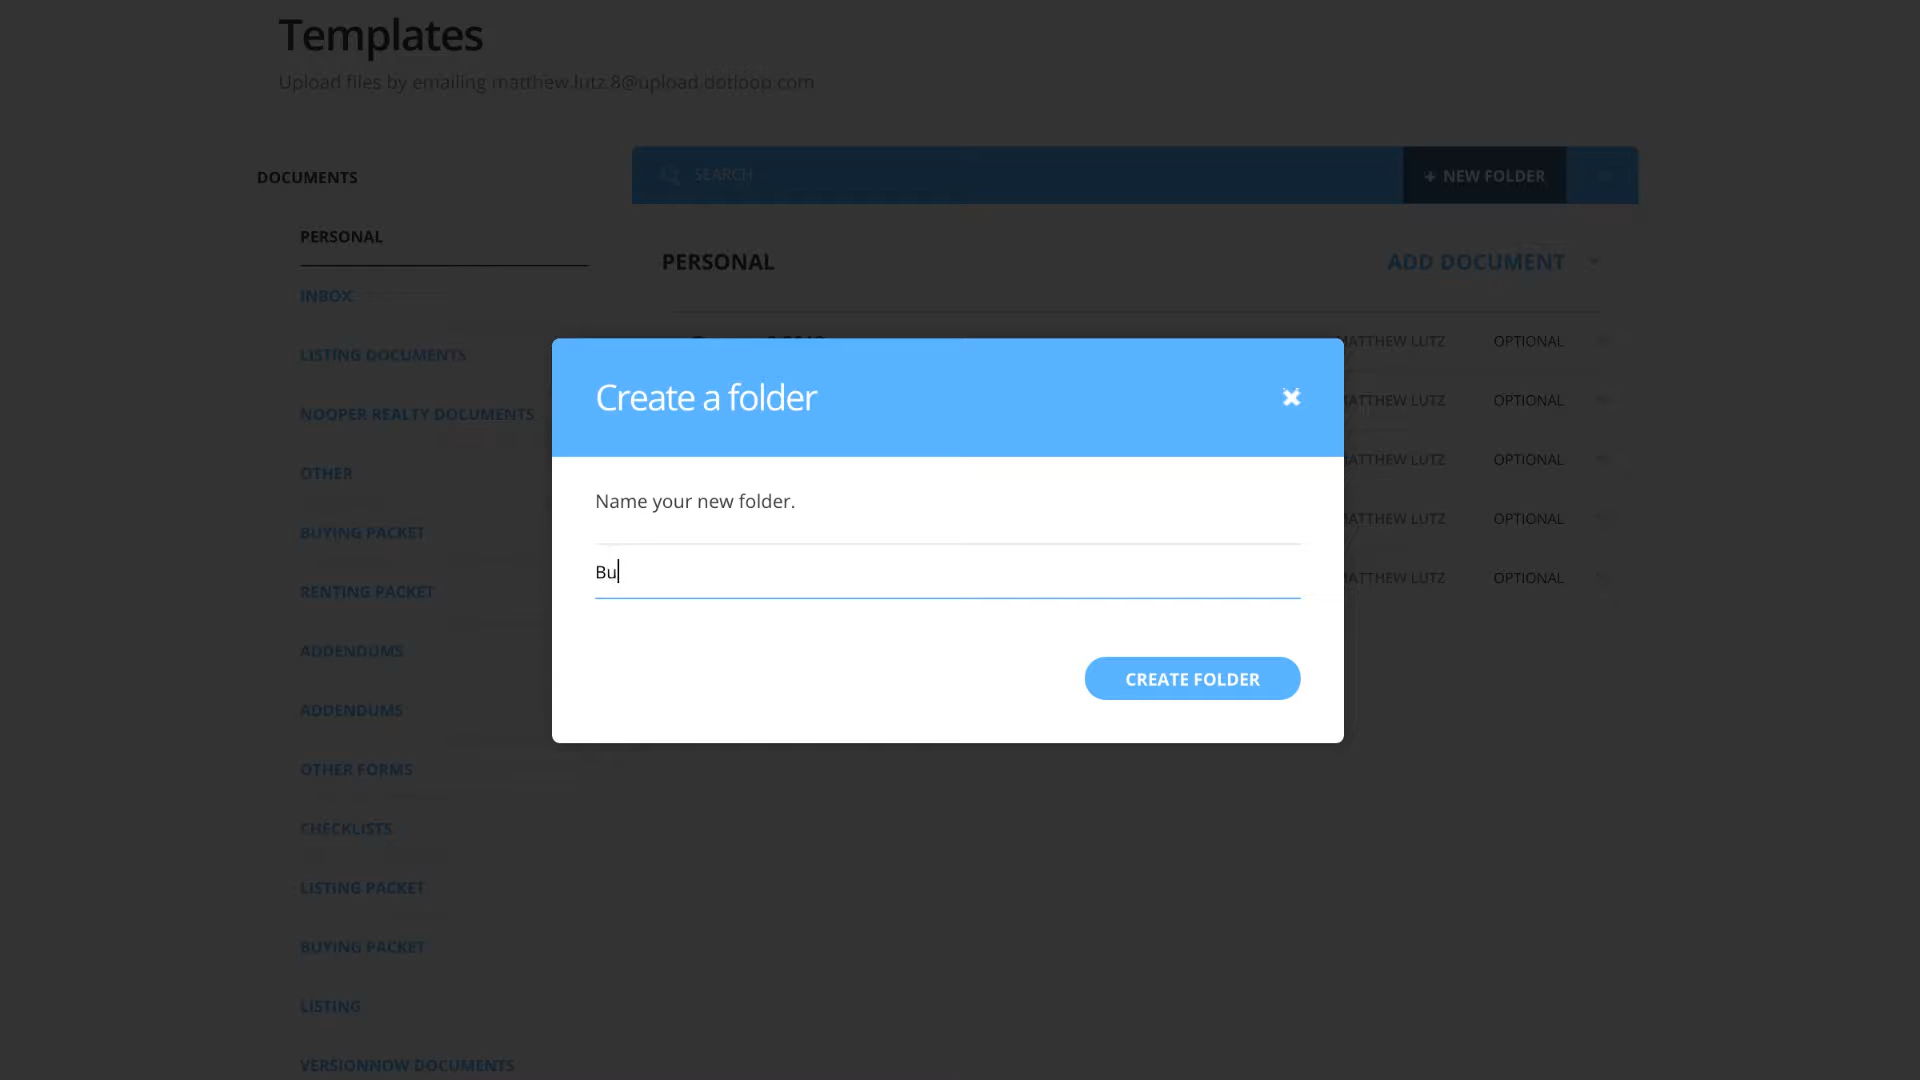 Templates
Upload files by emailing matthew.lutz.8@upload.dotloop.com
DOCUMENTS
SEARCH
+ NEW FOLDER
PERSONAL
PERSONAL
ADD DOCUMENT
INBOX
LISTING DOCUMENTS
NOOPER REALTY DOCUMENTS
OTHER
BUYING PACKET
RENTING PACKET
ADDENDUMS
ADDENDUMS
OTHER FORMS
CHECKLISTS
LISTING PACKET
BUYING PACKET
LISTING
VERSIONNOW DOCUMENTS
MATTHEW LUTZ OPTIONAL
MATTHEW LUTZ OPTIONAL
MATTHEW LUTZ OPTIONAL
MATTHEW LUTZ OPTIONAL
MATTHEW LUTZ OPTIONAL
Create a folder
Name your new folder.
Bu
CREATE FOLDER